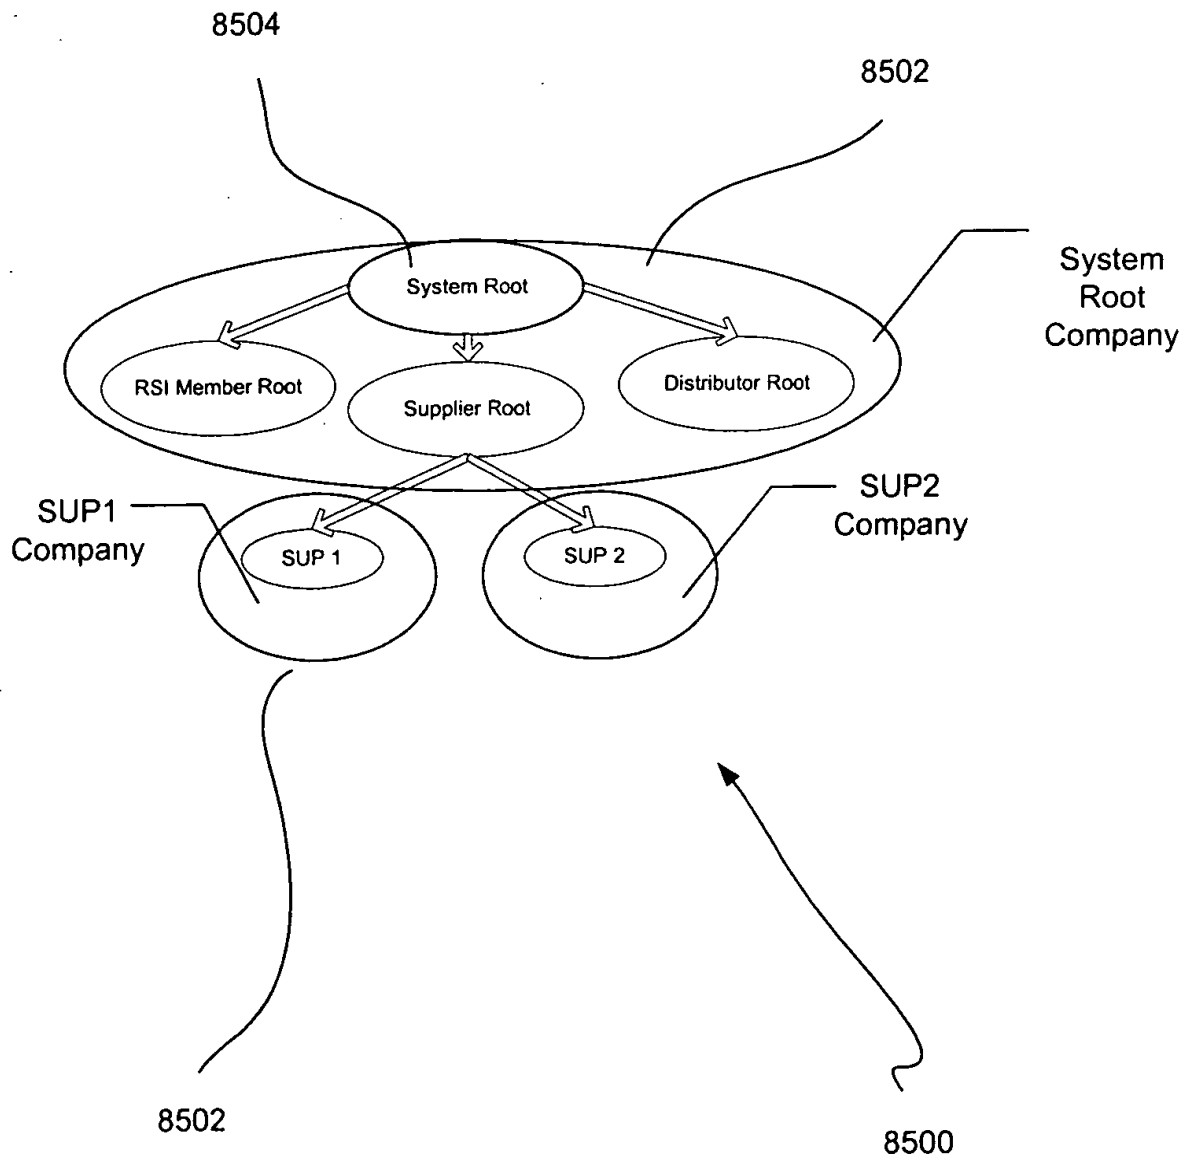 8504
8502
System Root
System
Root
Company
RSI Member Root
Supplier Root
Distributor Root
SUP1
Company
SUP2
Company
SUP 1
SUP 2
8502
8500